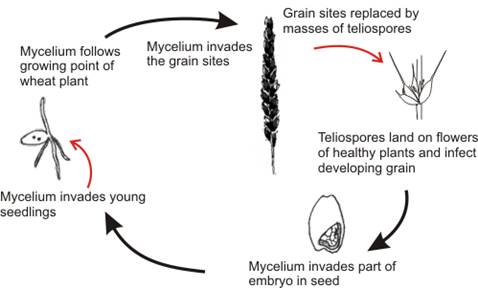 Grain sites replaced by
masses of teliospores
Mycelium follows
growing point of
wheat plant
Mycelium invades
the grain sites
Teliospores land on flowers
of healthy plants and infect
developing grain
Mycelium invades young
seedlings
Mycelium invades part of
embryo in seed